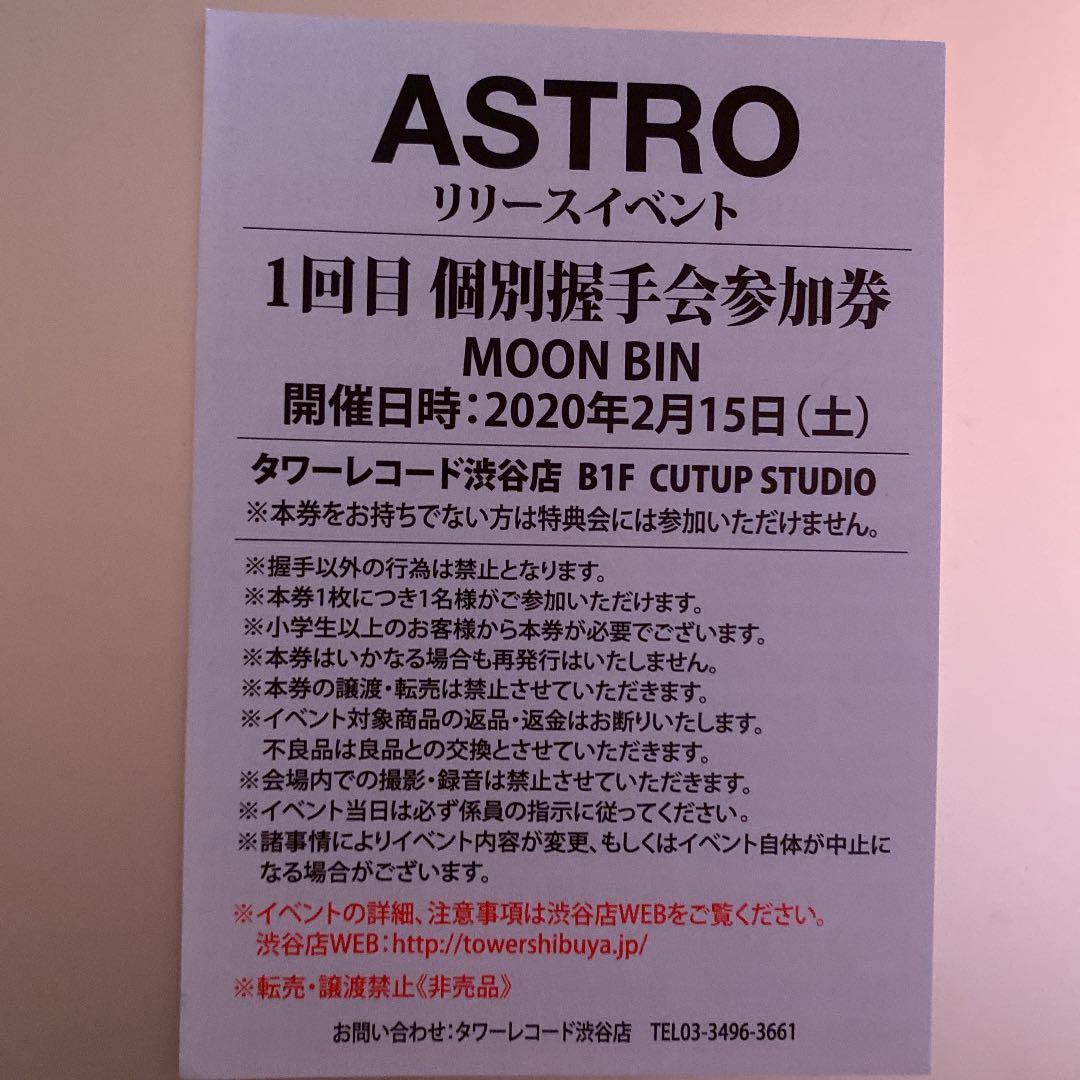 ASTRO
リリースイベント
1回目 個別握手会参加券
MOON BIN
開催日時：2020年2月15日（土）
タワーレコード渋谷店 B1F CUTUP STUDIO
※本券をお持ちでない方は特典会には参加いただけません。
※握手以外の行為は禁止となります。
※本券1枚につき1名様がご参加いただけます。
※小学生以上のお客様から本券が必要でございます。
※本券はいかなる場合も再発行はいたしません。
※本券の譲渡・転売は禁止させていただきます。
※イベント対象商品の返品・返金はお断りいたします。
不良品は良品との交換とさせていただきます。
※会場内での撮影・録音は禁止させていただきます。
※イベント当日は必ず係員の指示に従ってください。
※諸事情によりイベント内容が変更、もしくはイベント自体が中止に
なる場合がございます。
※イベントの詳細、注意事項は渋谷店WEBをご覧ください。
渋谷店WEB：http://towershibuya.jp/
※転売・譲渡禁止《非売品》
お問い合わせ：タワーレコード渋谷店 TEL03-3496-3661